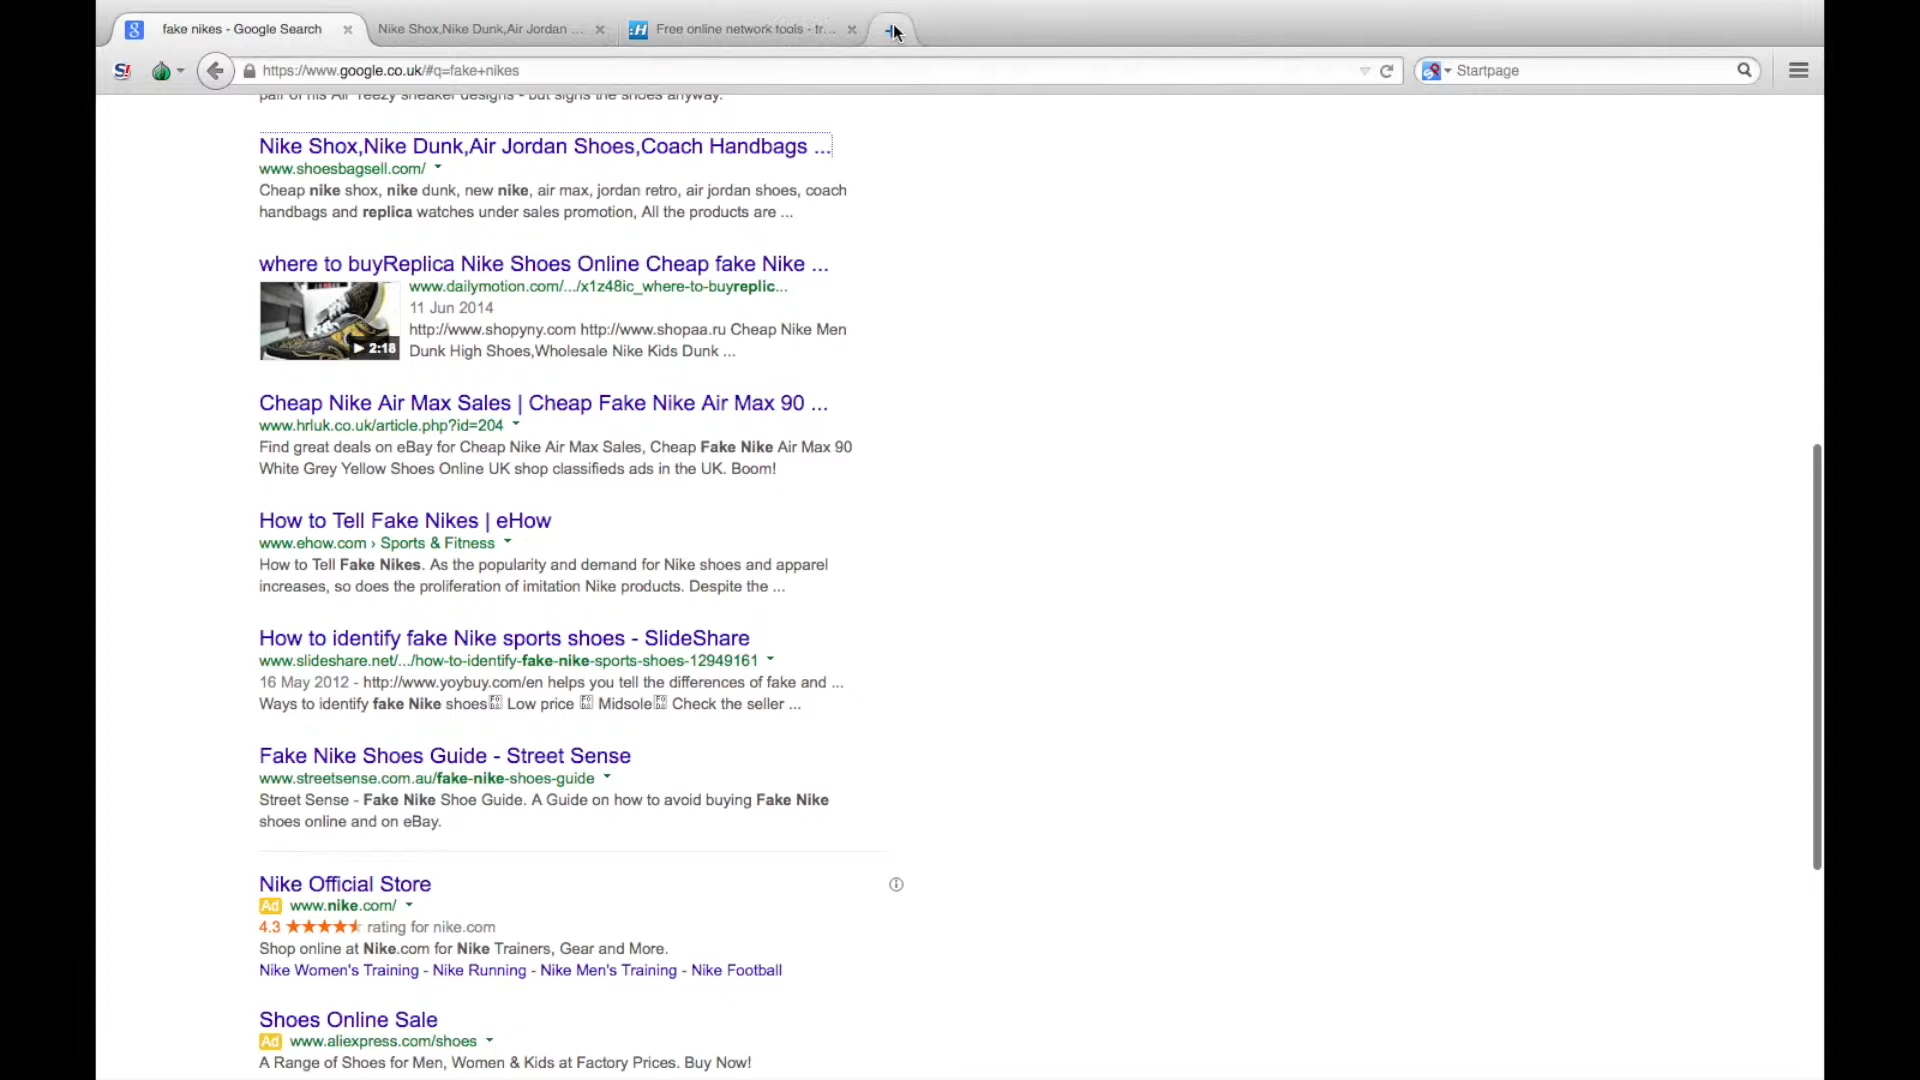 fake nikes - Google Search
Nike Shox,Nike Dunk,Air Jordan ...
:H Free online network tools - tr...
S!
https://www.google.co.uk/#q=fake+nikes
Startpage
pair of his Air Yeezy sneaker designs - but signs the shoes anyway.
Nike Shox,Nike Dunk,Air Jordan Shoes,Coach Handbags ...
www.shoesbagsell.com/
Cheap nike shox, nike dunk, new nike, air max, jordan retro, air jordan shoes, coach
handbags and replica watches under sales promotion, All the products are ...
where to buyReplica Nike Shoes Online Cheap fake Nike ...
www.dailymotion.com/.../x1z48ic_where-to-buyreplic...
11 Jun 2014
http://www.shopyny.com http://www.shopaa.ru Cheap Nike Men
Dunk High Shoes,Wholesale Nike Kids Dunk ...
2:18
Cheap Nike Air Max Sales | Cheap Fake Nike Air Max 90 ...
www.hrluk.co.uk/article.php?id=204
Find great deals on eBay for Cheap Nike Air Max Sales, Cheap Fake Nike Air Max 90
White Grey Yellow Shoes Online UK shop classifieds ads in the UK. Boom!
How to Tell Fake Nikes | eHow
www.ehow.com › Sports & Fitness
How to Tell Fake Nikes. As the popularity and demand for Nike shoes and apparel
increases, so does the proliferation of imitation Nike products. Despite the ...
How to identify fake Nike sports shoes - SlideShare
www.slideshare.net/.../how-to-identify-fake-nike-sports-shoes-12949161
16 May 2012 - http://www.yoybuy.com/en helps you tell the differences of fake and ...
Ways to identify fake Nike shoes Low price Midsole Check the seller ...
Fake Nike Shoes Guide - Street Sense
www.streetsense.com.au/fake-nike-shoes-guide
Street Sense - Fake Nike Shoe Guide. A Guide on how to avoid buying Fake Nike
shoes online and on eBay.
Nike Official Store
Ad www.nike.com/
4.3 rating for nike.com
Shop online at Nike.com for Nike Trainers, Gear and More.
Nike Women's Training - Nike Running - Nike Men's Training - Nike Football
Shoes Online Sale
Ad www.aliexpress.com/shoes
A Range of Shoes for Men, Women & Kids at Factory Prices. Buy Now!